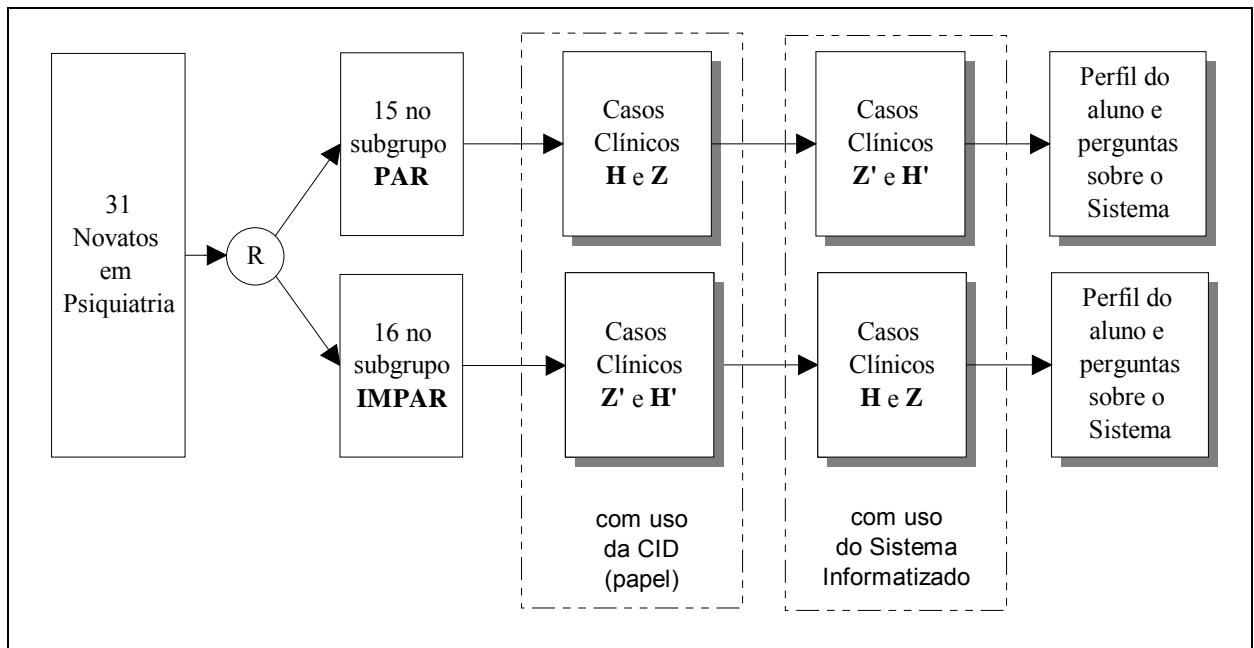 31
Novatos
em
Psiquiatria
R
15 no
subgrupo
PAR
Casos
Clínicos
H e Z
Casos
Clínicos
Z' e H'
Perfil do
aluno e
perguntas
sobre o
Sistema
16 no
subgrupo
IMPAR
Casos
Clínicos
Z' e H'
Casos
Clínicos
H e Z
Perfil do
aluno e
perguntas
sobre o
Sistema
com uso
da CID
(papel)
com uso
do Sistema
Informatizado